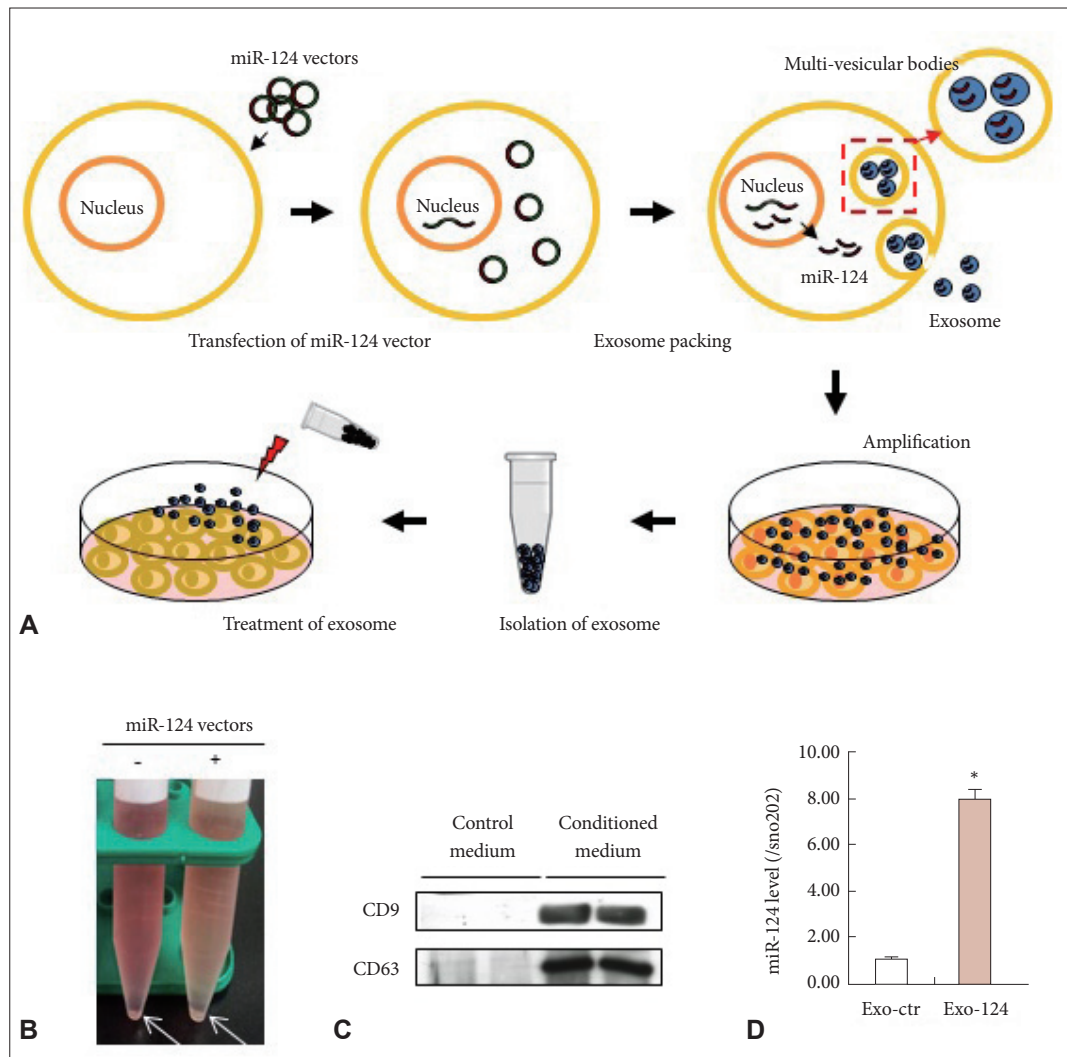 miR-124 vectors
Multi-vesicular bodies
Nucleus
Nucleus
Nucleus
miR-124
Exosome
Transfection of miR-124 vector
Exosome packing
Amplification
Treatment of exosome
Isolation of exosome
A
miR-124 vectors
- +
B
Control
medium
Conditioned
medium
CD9
CD63
C
miR-124 level (/sno202)
10.00
8.00
6.00
4.00
2.00
1.00
0.00
*
Exo-ctr Exo-124
D